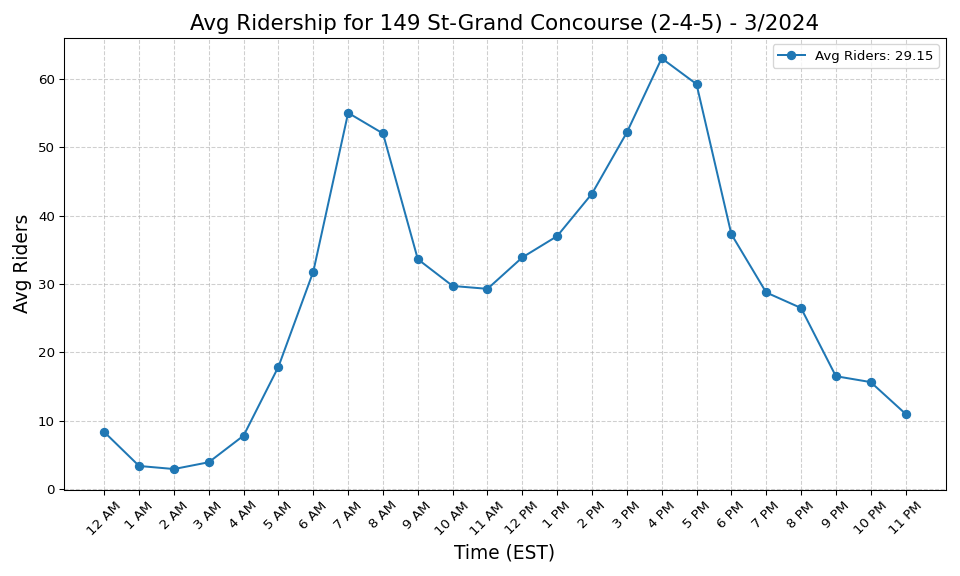 Avg Ridership for 149 St-Grand Concourse (2-4-5) - 3/2024
Avg Riders: 29.15
Avg Riders
60
50
40
30
20
10
0
12 AM
1 AM
2 AM
3 AM
4 AM
5 AM
6 AM
7 AM
8 AM
9 AM
10 AM
11 AM
12 PM
1 PM
2 PM
3 PM
4 PM
5 PM
6 PM
7 PM
8 PM
9 PM
10 PM
11 PM
Time (EST)